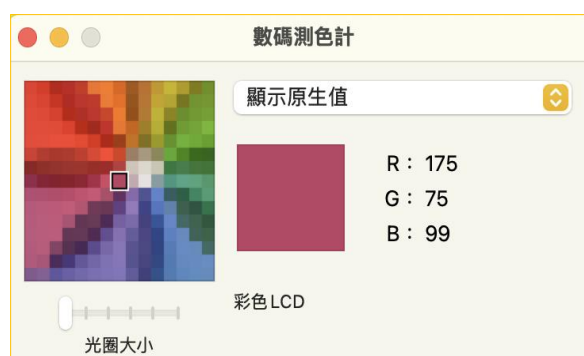 數碼測色計
顯示原生值
R： 175
G： 75
B： 99
彩色LCD
光圈大小